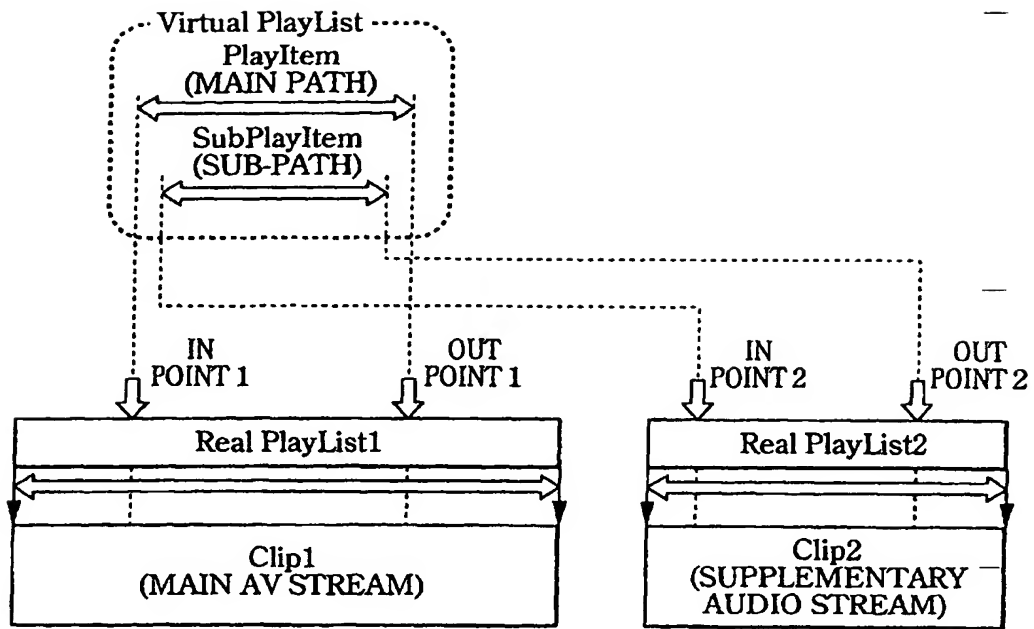 Virtual PlayList
PlayItem
(MAIN PATH)
SubPlayItem
(SUB-PATH)
IN
POINT 1
OUT
POINT 1
IN
POINT 2
OUT
POINT 2
Real PlayList1
Real PlayList2
Clip1
(MAIN AV STREAM)
Clip2
(SUPPLEMENTARY
AUDIO STREAM)